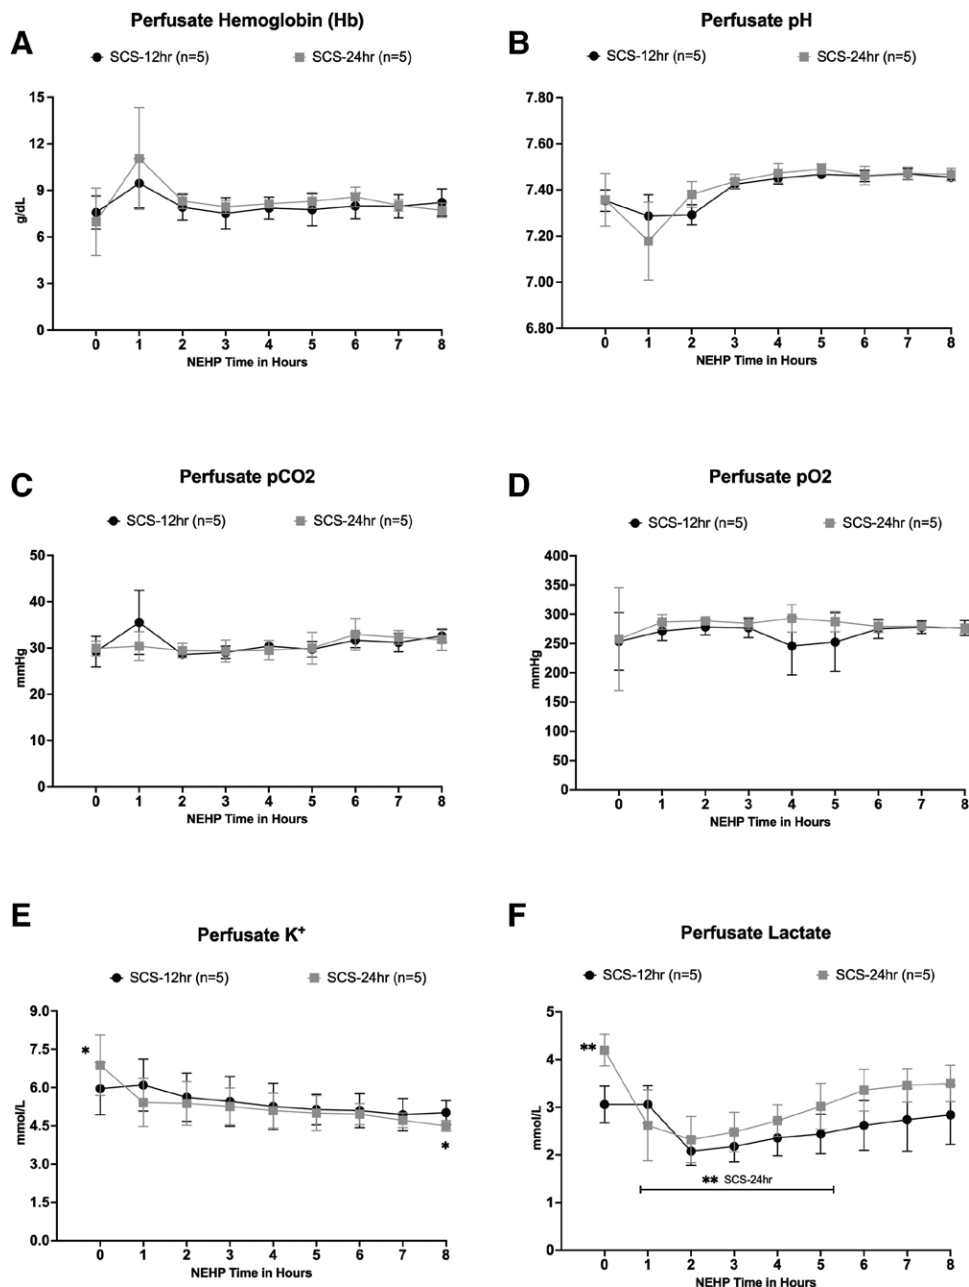 A
Perfusate Hemoglobin (Hb)
SCS-12hr (n=5)
SCS-24hr (n=5)
15
12
9
6
3
0
g/dL
0 1 2 3 4 5 6 7 8
NEHP Time in Hours
B
Perfusate pH
SCS-12hr (n=5)
SCS-24hr (n=5)
7.80
7.60
7.40
7.20
7.00
6.80
0 1 2 3 4 5 6 7 8
NEHP Time in Hours
C
Perfusate pCO2
SCS-12hr (n=5)
SCS-24hr (n=5)
50
40
30
20
10
0
mmHg
0 1 2 3 4 5 6 7 8
NEHP Time in Hours
D
Perfusate pO2
SCS-12hr (n=5)
SCS-24hr (n=5)
400
350
300
250
200
150
100
50
0
mmHg
0 1 2 3 4 5 6 7 8
NEHP Time in Hours
E
Perfusate K⁺
SCS-12hr (n=5)
SCS-24hr (n=5)
9.0
7.5
6.0
4.5
3.0
1.5
0.0
mmol/L
*
*
0 1 2 3 4 5 6 7 8
NEHP Time in Hours
F
Perfusate Lactate
SCS-12hr (n=5)
SCS-24hr (n=5)
5
4
3
2
1
0
mmol/L
**
** SCS-24hr
0 1 2 3 4 5 6 7 8
NEHP Time in Hours